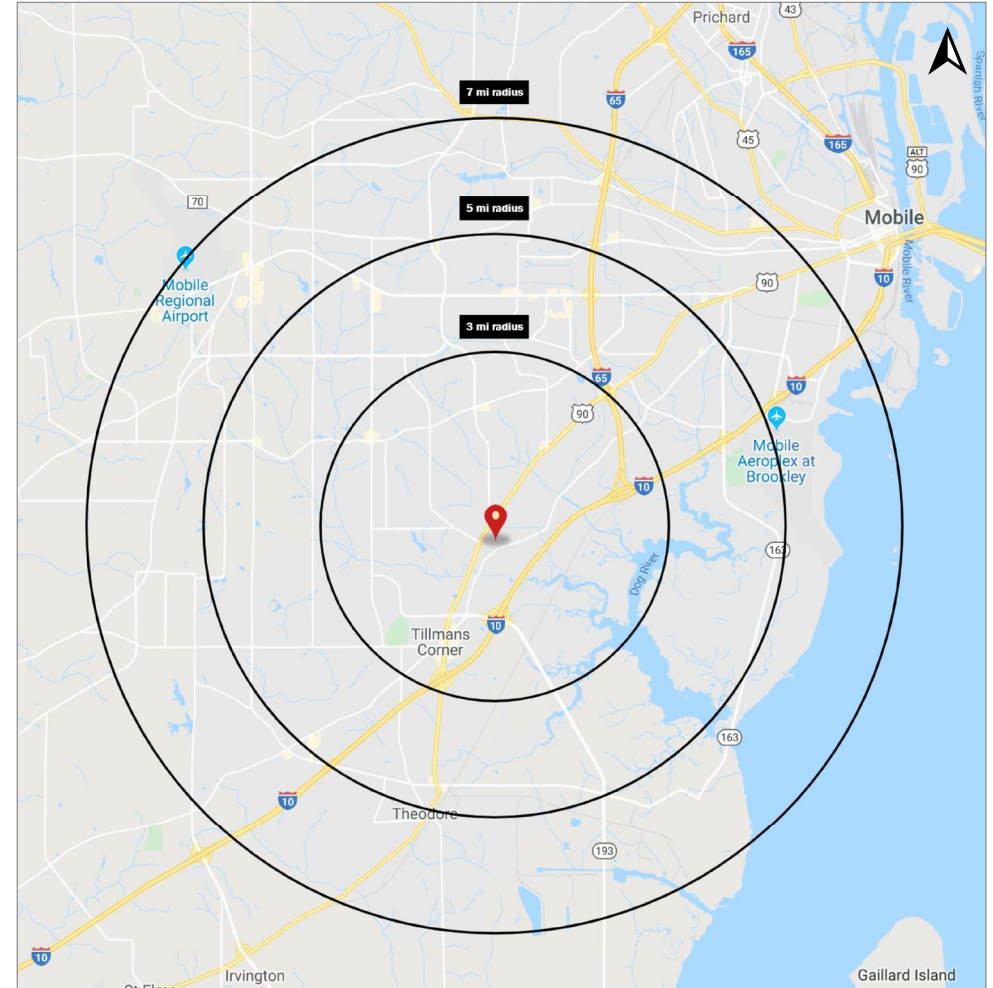 Prichard
43
165
Spanish River
7 mi radius
65
45
165
ALT
90
70
5 mi radius
Mobile
Mobile
Regional
Airport
Mobile River
90
10
3 mi radius
65
10
90
Mobile
Aeroplex at
Brookley
10
163
Dog River
10
Tillmans
Corner
163
10
Theodore
193
10
Irvington
Gaillard Island